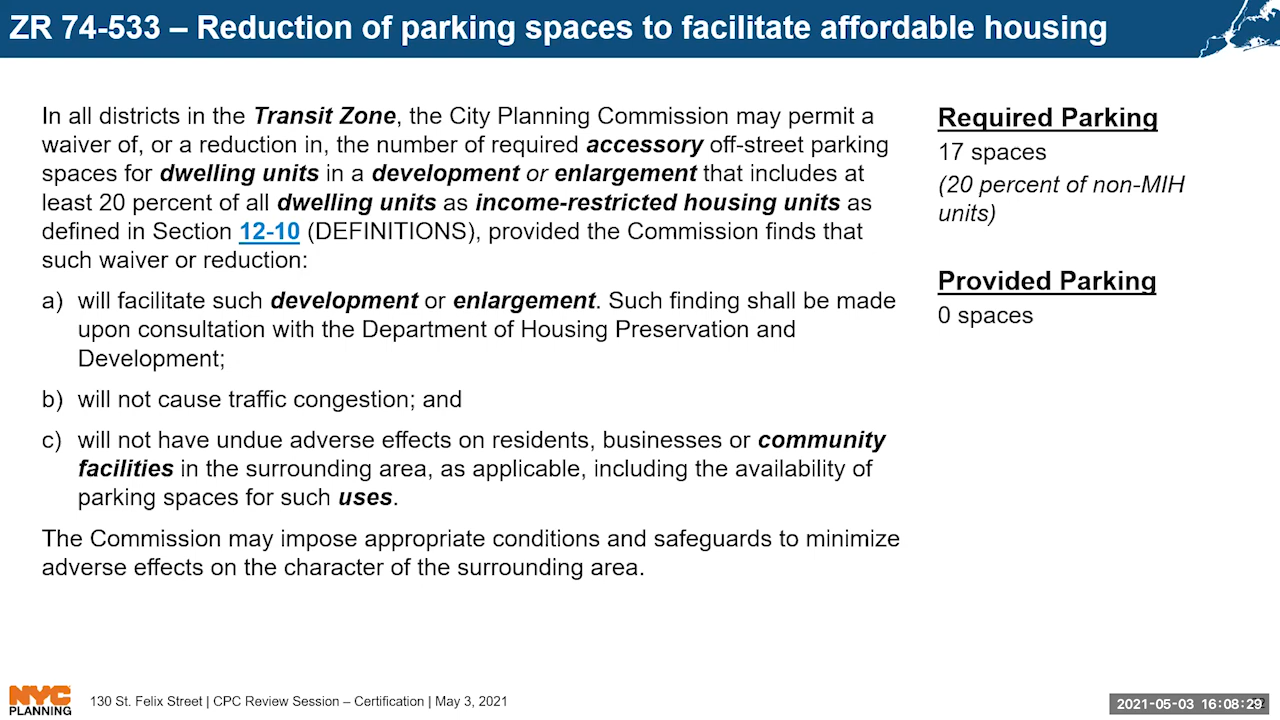 ZR 74-533 – Reduction of parking spaces to facilitate affordable housing
In all districts in the Transit Zone, the City Planning Commission may permit a
waiver of, or a reduction in, the number of required accessory off-street parking
spaces for dwelling units in a development or enlargement that includes at
least 20 percent of all dwelling units as income-restricted housing units as
defined in Section 12-10 (DEFINITIONS), provided the Commission finds that
such waiver or reduction:
a) will facilitate such development or enlargement. Such finding shall be made
upon consultation with the Department of Housing Preservation and
Development;
b) will not cause traffic congestion; and
c) will not have undue adverse effects on residents, businesses or community
facilities in the surrounding area, as applicable, including the availability of
parking spaces for such uses.
The Commission may impose appropriate conditions and safeguards to minimize
adverse effects on the character of the surrounding area.
Required Parking
17 spaces
(20 percent of non-MIH
units)
Provided Parking
0 spaces
NYC
PLANNING
130 St. Felix Street | CPC Review Session – Certification | May 3, 2021
2021-05-03 16:08:29